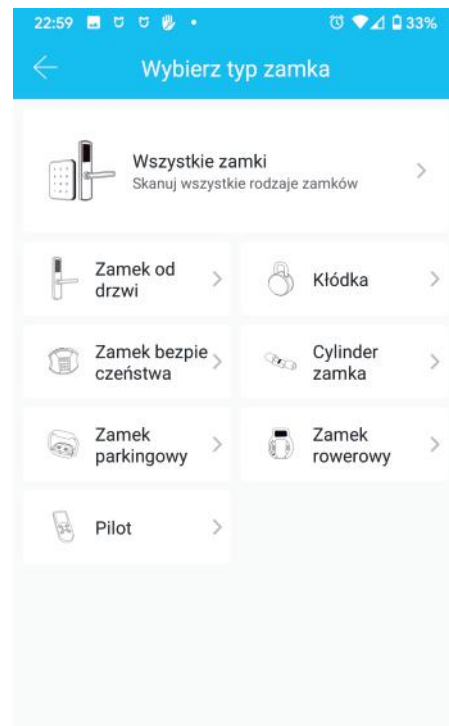 22:59
33%
Wybierz typ zamka
Wszystkie zamki
Skanuj wszystkie rodzaje zamków
Zamek od
drzwi
Kłódka
Zamek bezpie
czeństwa
Cylinder
zamka
Zamek
parkingowy
Zamek
rowerowy
Pilot